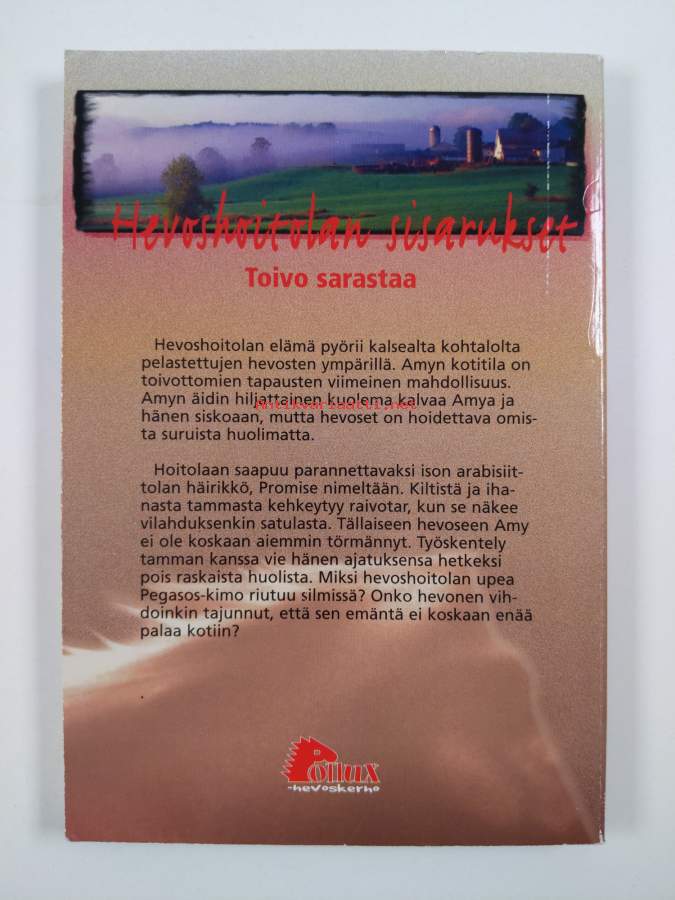 Hevoshoitolan sisarukset
Toivo sarastaa
Hevoshoitolan elämä pyörii kalsealta kohtalolta
pelastettujen hevosten ympärillä. Amyn kotitila on
toivottomien tapausten viimeinen mahdollisuus.
Amyn äidin hiljattainen kuolema kalvaa Amya ja
Antikvariaatti.net
hänen siskoaan, mutta hevoset on hoidettava omis-
ta suruista huolimatta.
Hoitolaan saapuu parannettavaksi ison arabisiit-
tolan häirikkö, Promise nimeltään. Kiltistä ja iha-
nasta tammasta kehkeytyy raivotar, kun se näkee
vilahduksenkin satulasta. Tällaiseen hevoseen Amy
ei ole koskaan aiemmin törmännyt. Työskentely
tamman kanssa vie hänen ajatuksensa hetkeksi
pois raskaista huolista. Miksi hevoshoitolan upea
Pegasos-kimo riutuu silmissä? Onko hevonen vih-
doinkin tajunnut, että sen emäntä ei koskaan enää
palaa kotiin?
Pollux
-hevoskerho